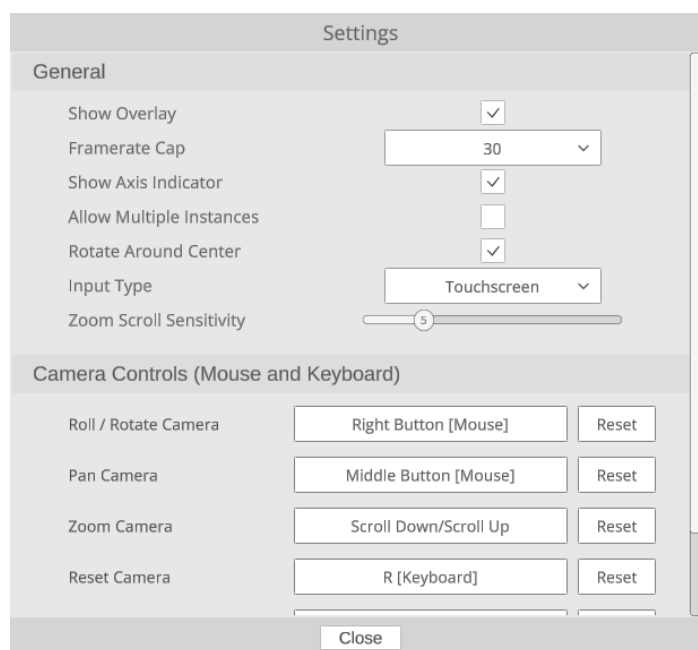 Settings
General
Show Overlay
Framerate Cap 30
Show Axis Indicator
Allow Multiple Instances
Rotate Around Center
Input Type Touchscreen
Zoom Scroll Sensitivity 5
Camera Controls (Mouse and Keyboard)
Roll / Rotate Camera Right Button [Mouse] Reset
Pan Camera Middle Button [Mouse] Reset
Zoom Camera Scroll Down/Scroll Up Reset
Reset Camera R [Keyboard] Reset
Close